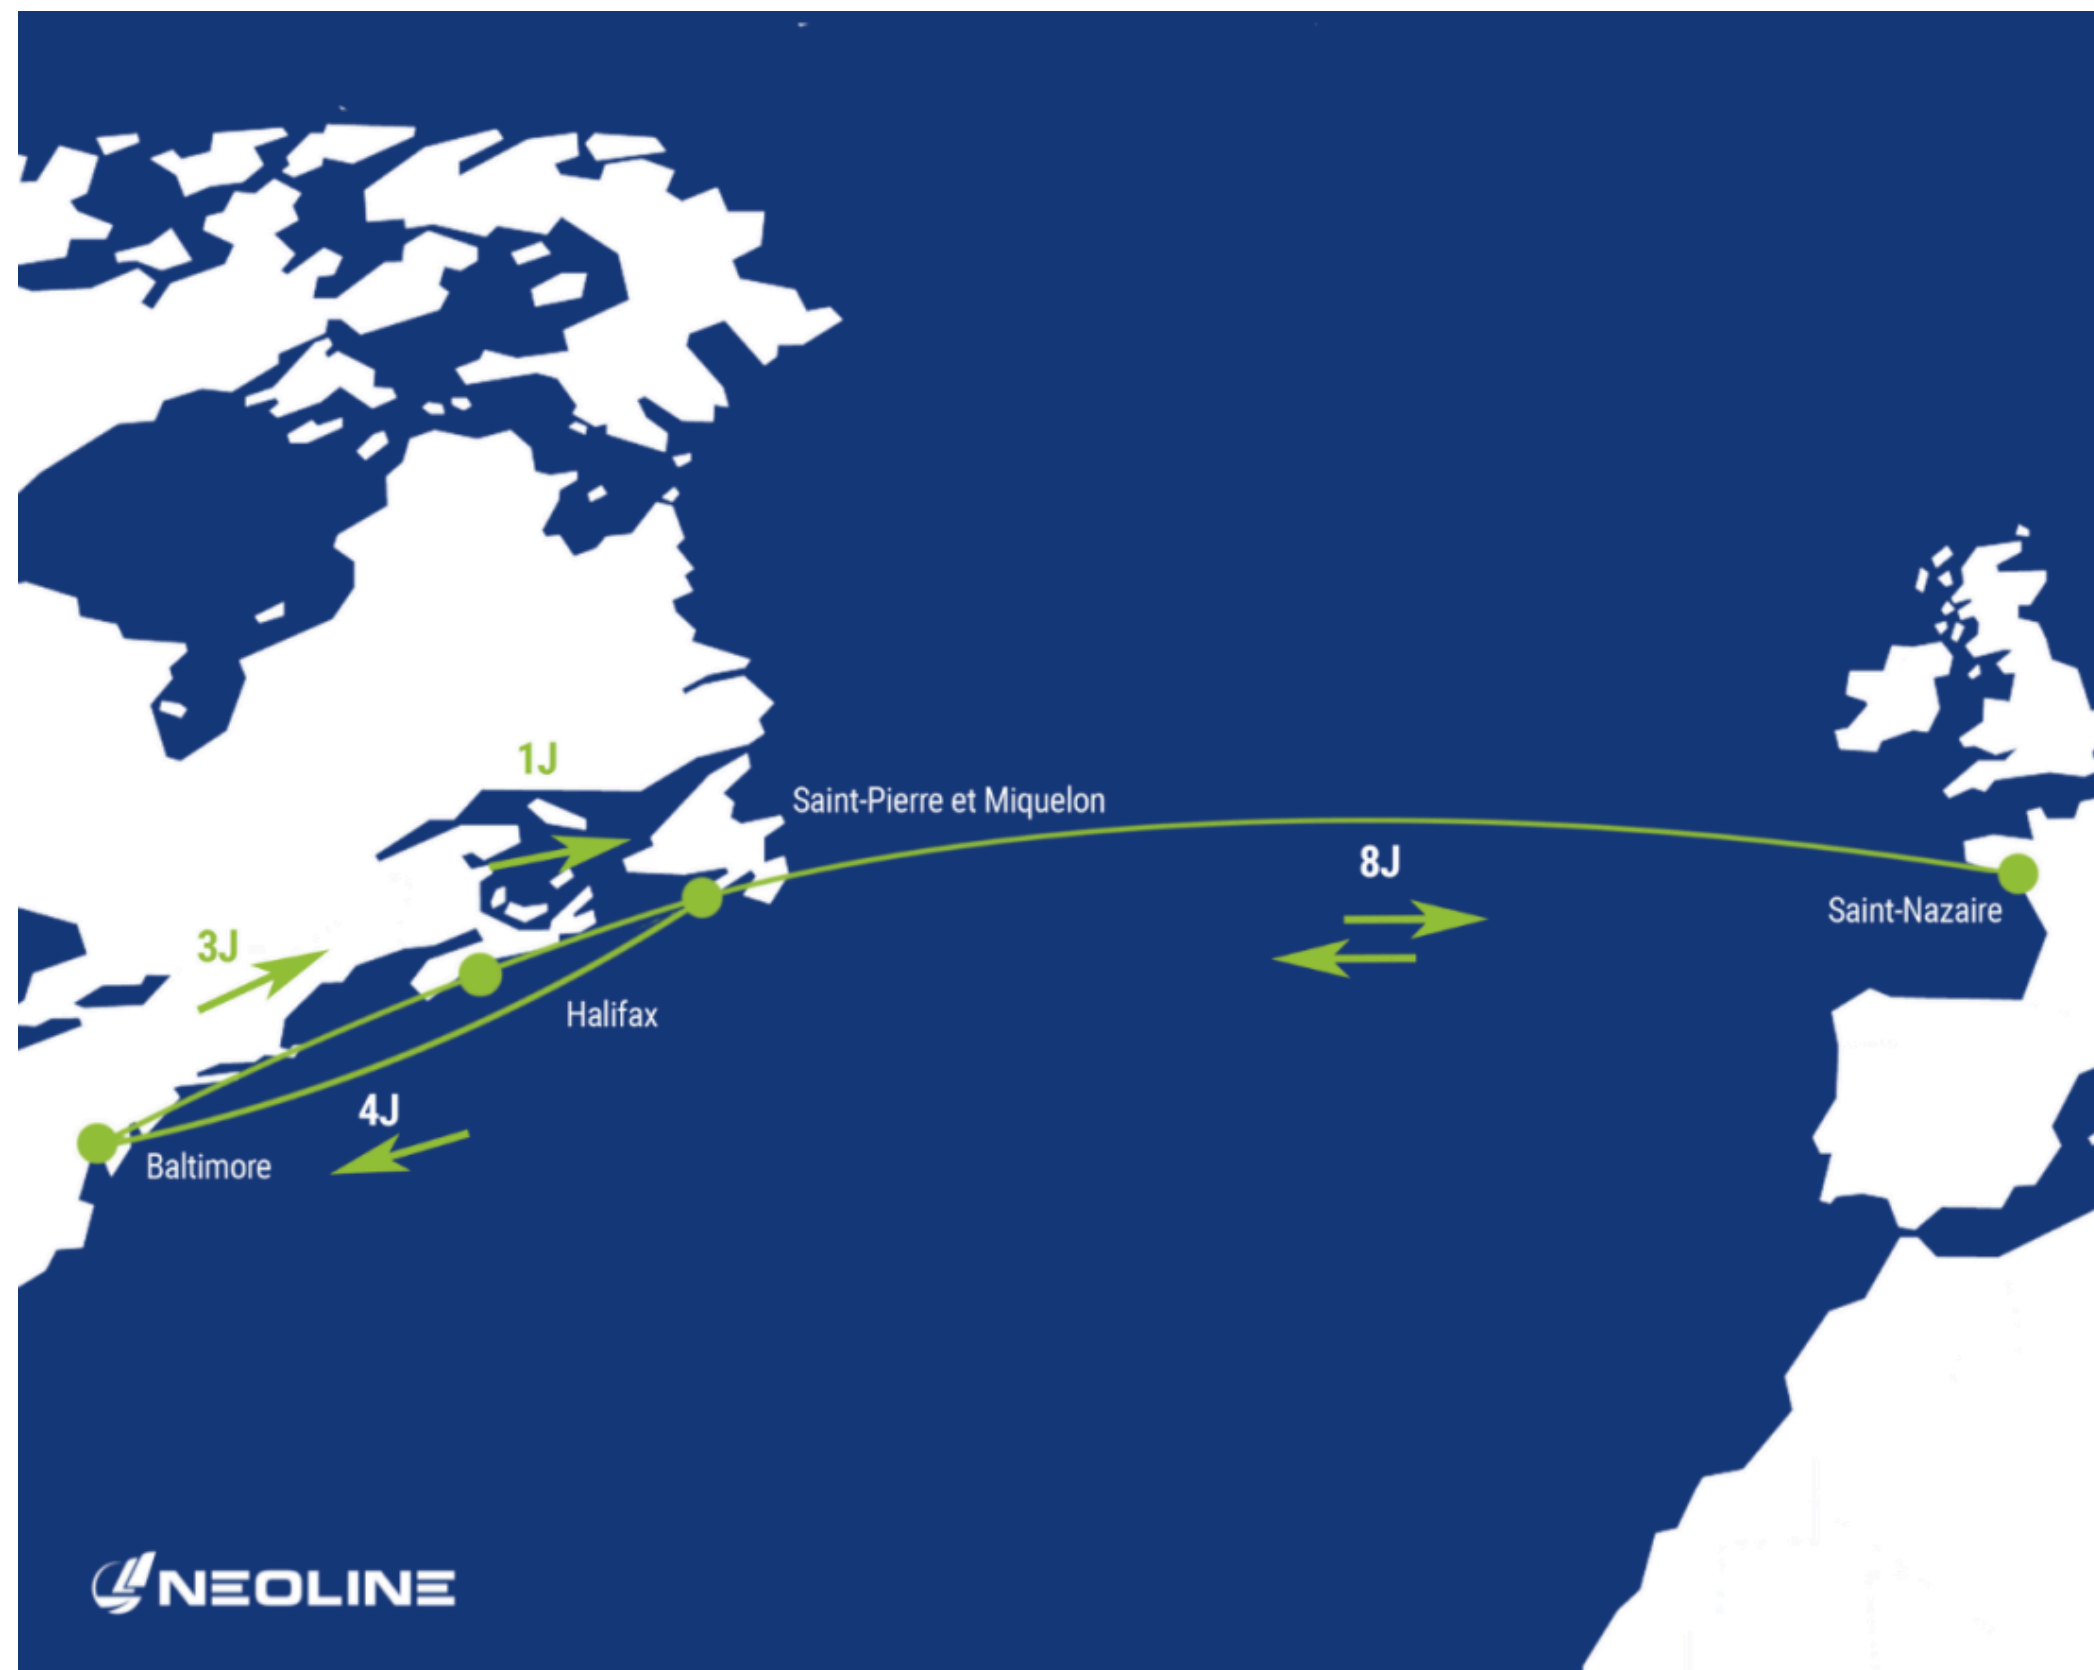 1J
Saint-Pierre et Miquelon
8J
Saint-Nazaire
3J
Halifax
4J
Baltimore
NEOLINE